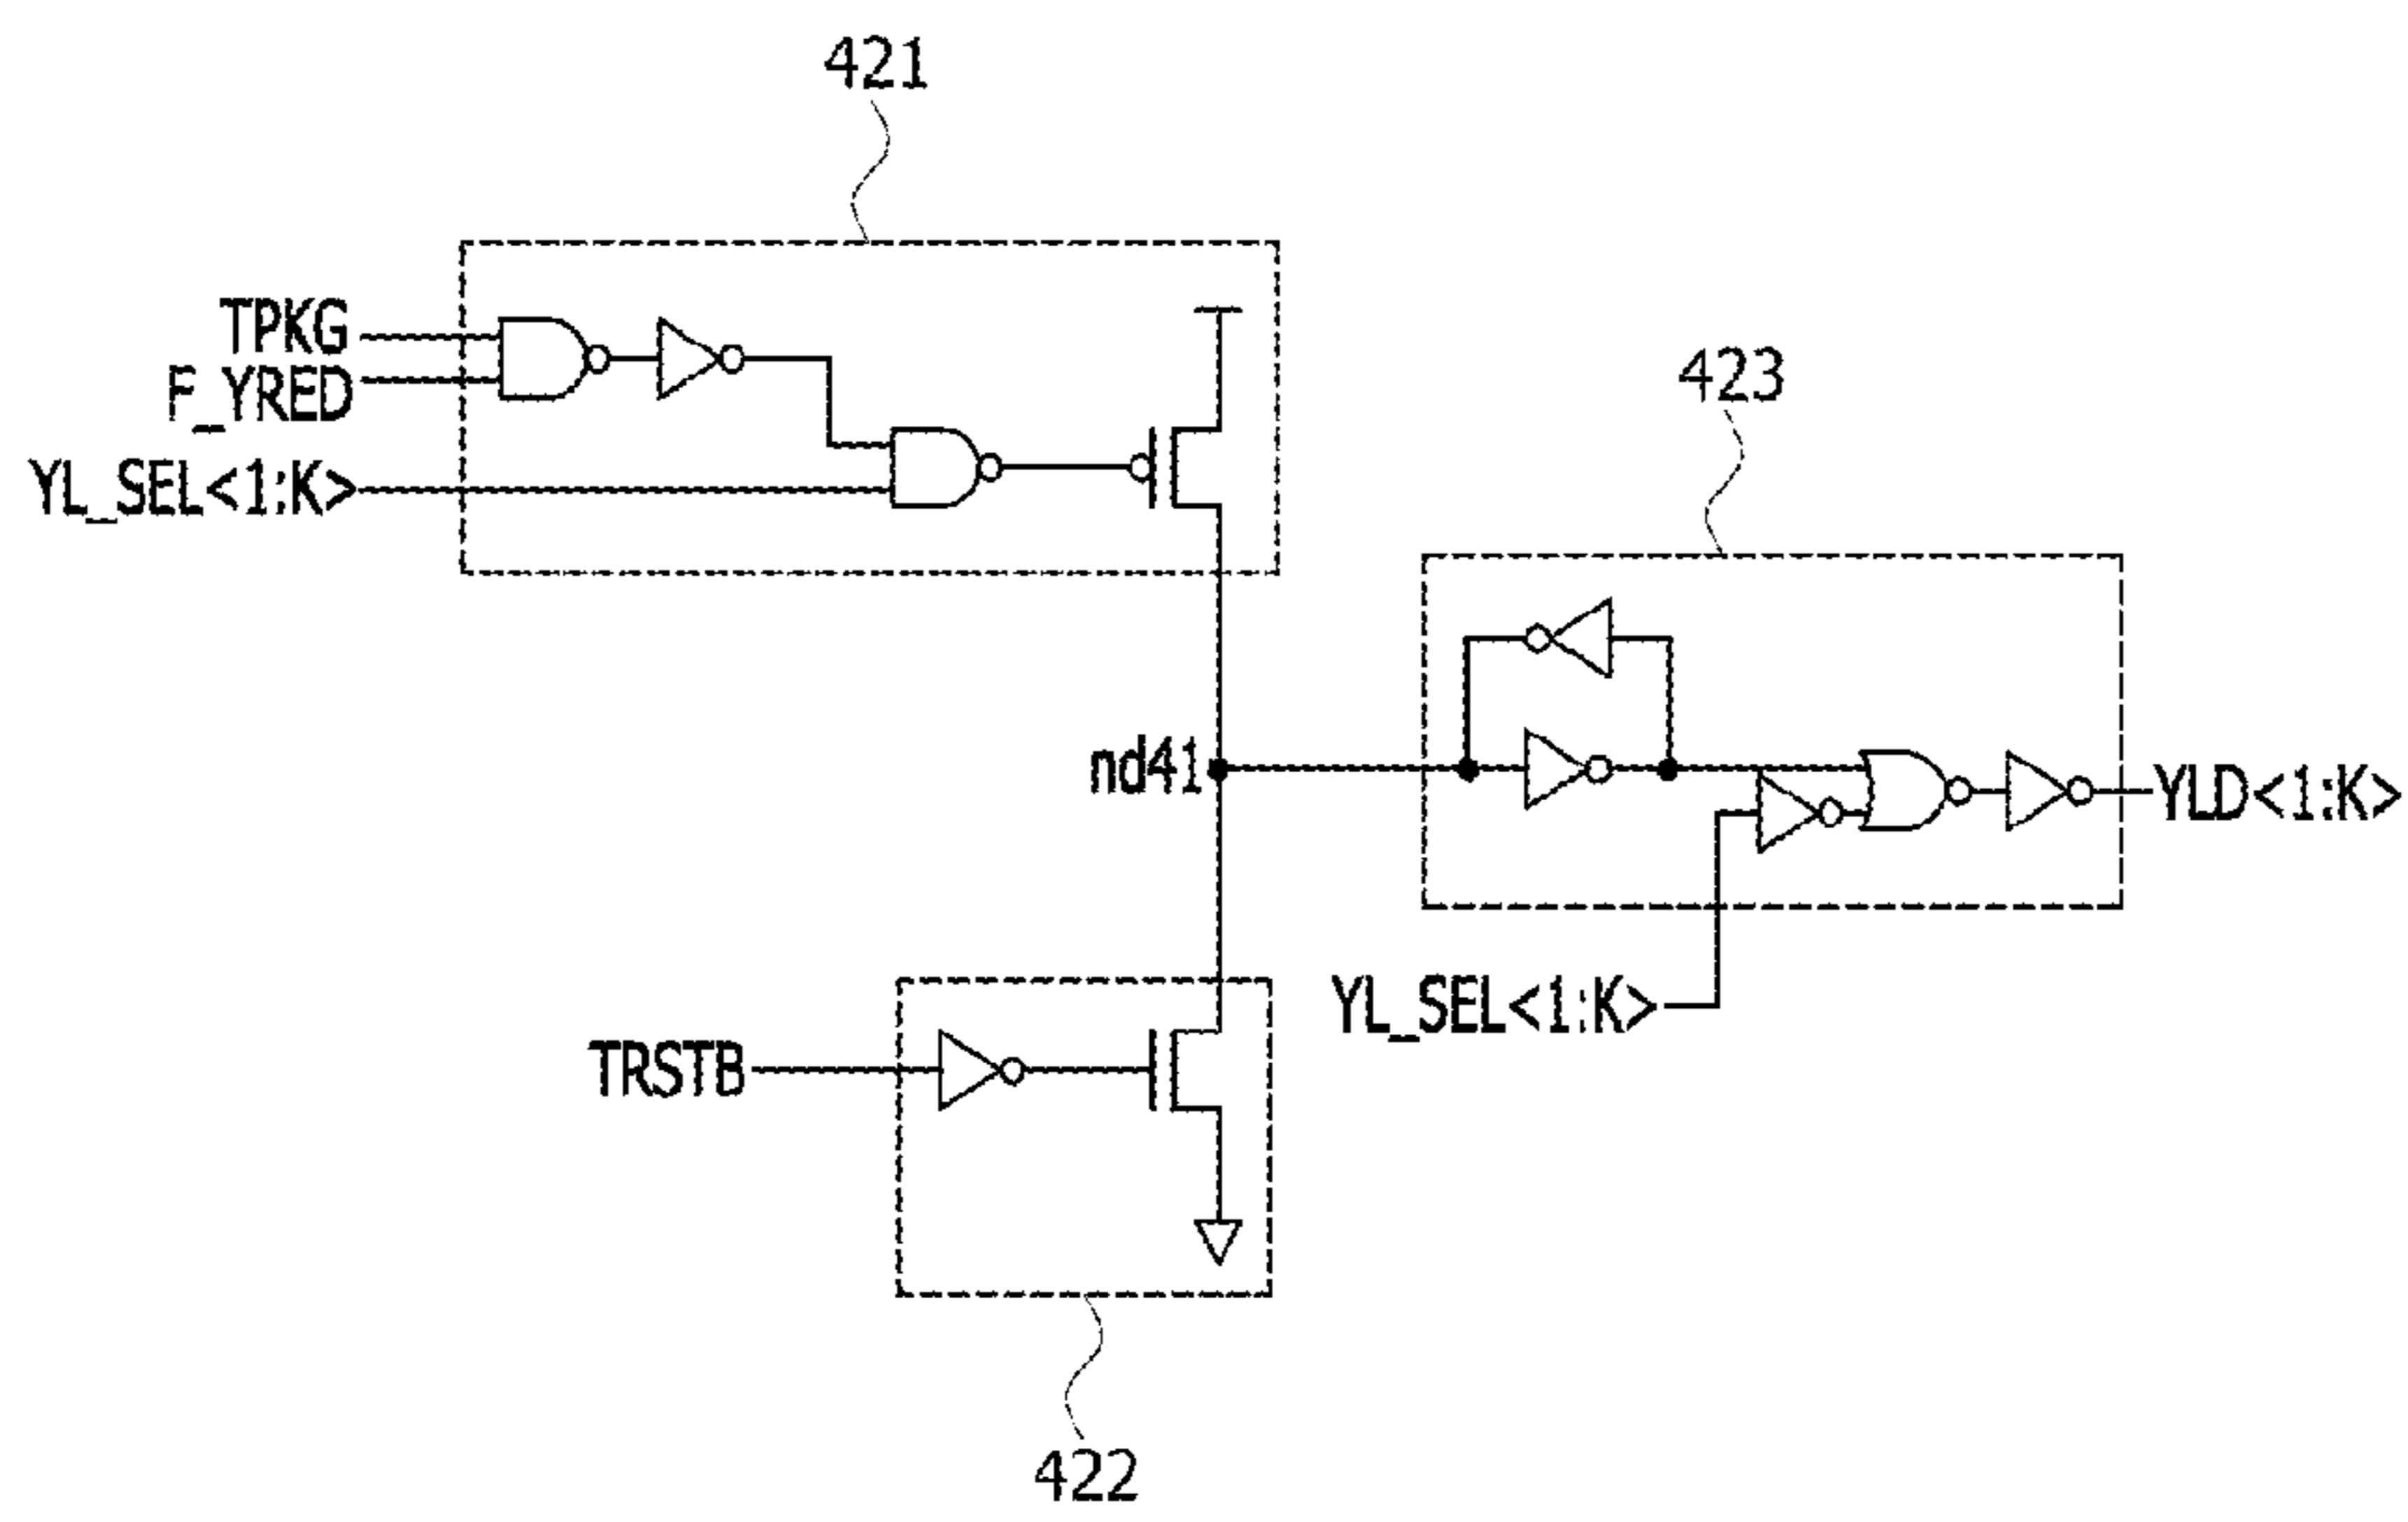 421
TPKG
F_YRED
YL_SEL<1:K>
423
nd41
YLD<1:K>
YL_SEL<1:K>
TRSTB
422